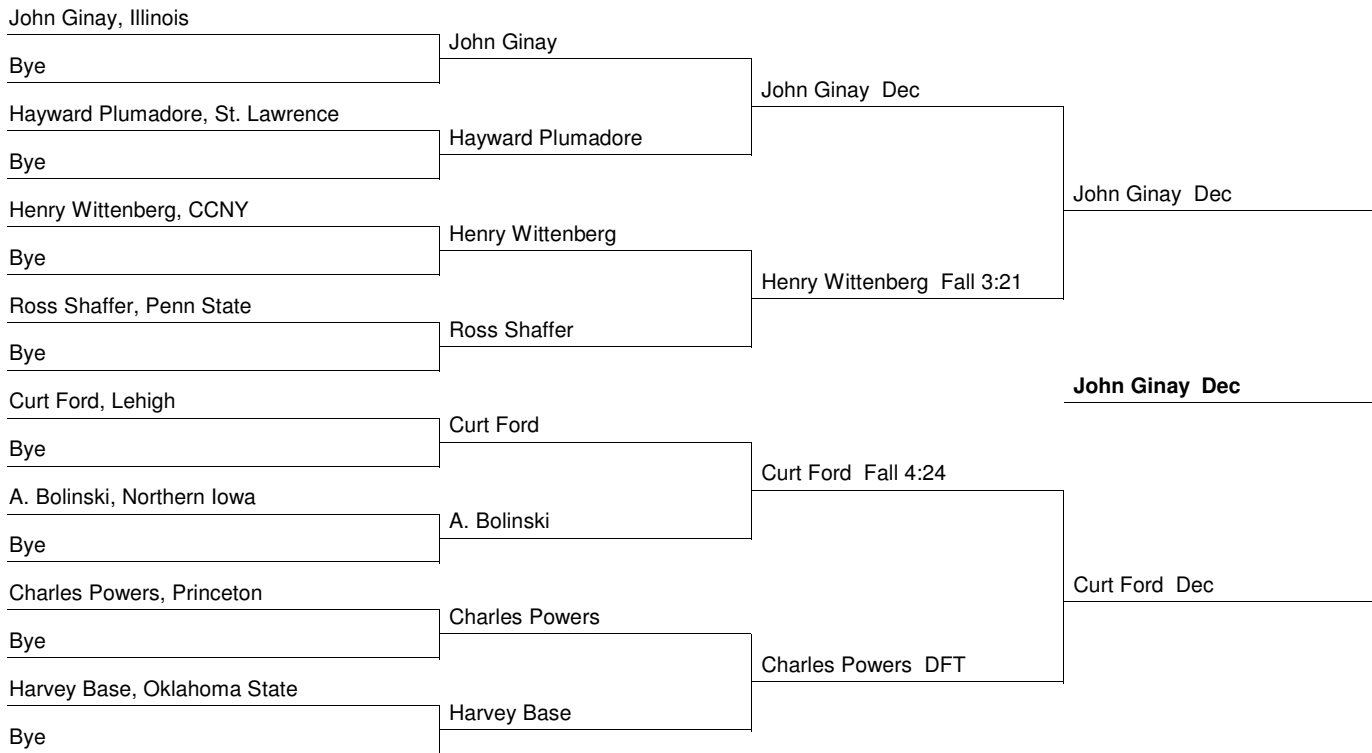 John Ginay, Illinois
Bye
Hayward Plumadore, St. Lawrence
Bye
Henry Wittenberg, CCNY
Bye
Ross Shaffer, Penn State
Bye
Curt Ford, Lehigh
Bye
A. Bolinski, Northern Iowa
Bye
Charles Powers, Princeton
Bye
Harvey Base, Oklahoma State
Bye
John Ginay
Hayward Plumadore
Henry Wittenberg
Ross Shaffer
Curt Ford
A. Bolinski
Charles Powers
Harvey Base
John Ginay Dec
Henry Wittenberg Fall 3:21
Curt Ford Fall 4:24
Charles Powers DFT
John Ginay Dec
John Ginay Dec
Curt Ford Dec